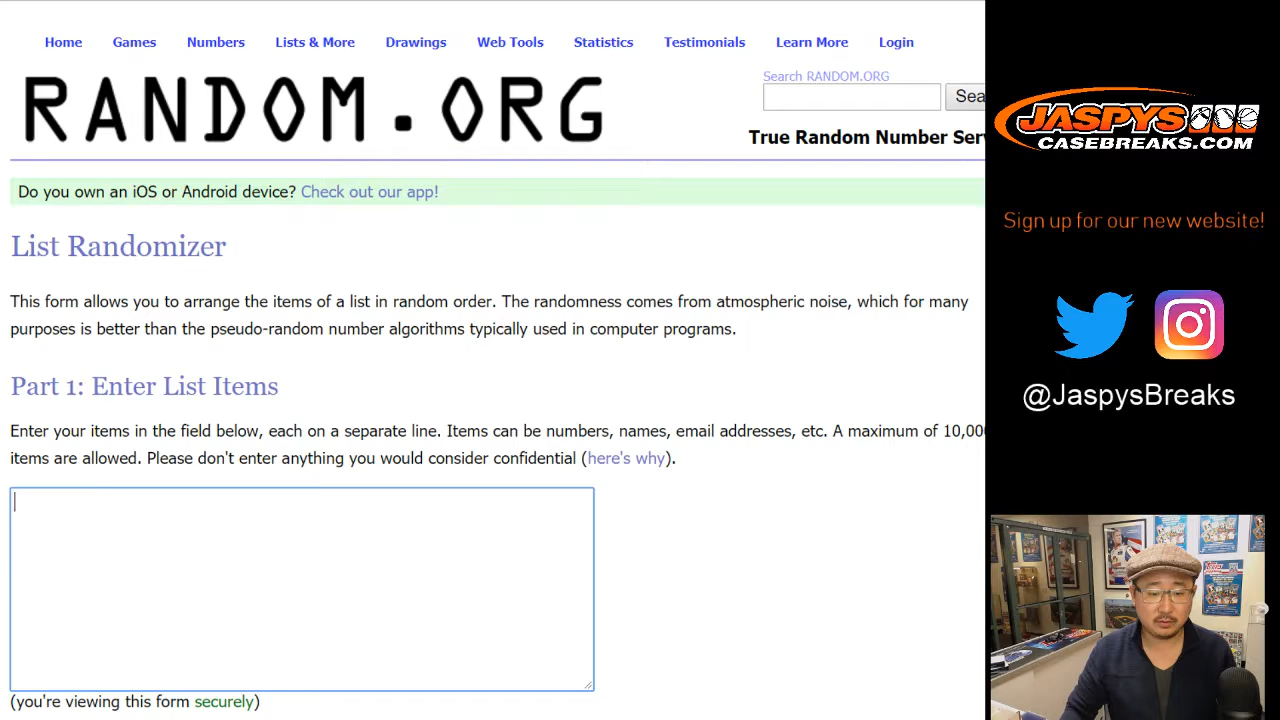 Home Games Numbers Lists & More Drawings Web Tools Statistics Testimonials Learn More Login
RANDOM.ORG
Search RANDOM.ORG
Sea
True Random Number Ser
Do you own an iOS or Android device? Check out our app!
List Randomizer
This form allows you to arrange the items of a list in random order. The randomness comes from atmospheric noise, which for many
purposes is better than the pseudo-random number algorithms typically used in computer programs.
Part 1: Enter List Items
Enter your items in the field below, each on a separate line. Items can be numbers, names, email addresses, etc. A maximum of 10,000
items are allowed. Please don't enter anything you would consider confidential (here's why).
(you're viewing this form securely)
JASPYS
CASEBREAKS.COM
Sign up for our new website!
@JaspysBreaks
topps